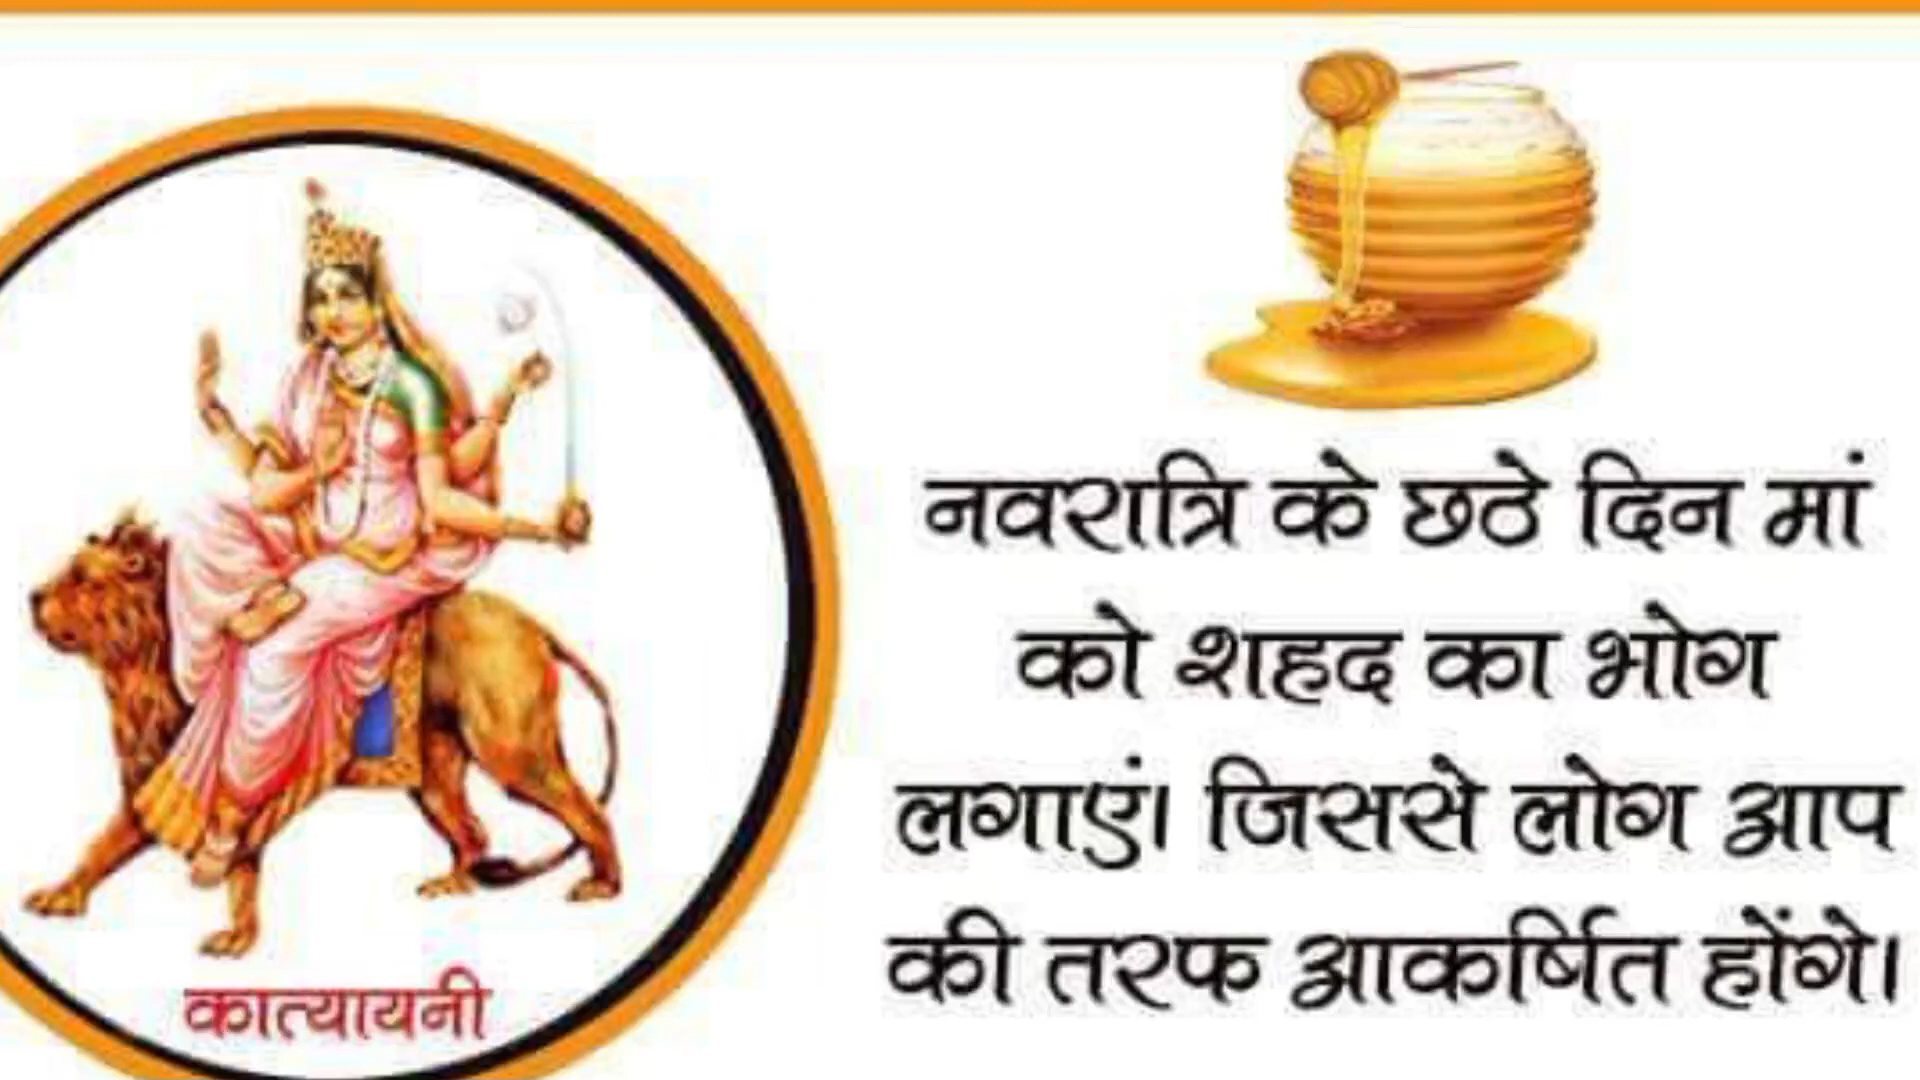 कात्यायनी
नवरात्रि के छठे दिन मां
को शहद का भोग
लगाएं। जिससे लोग आप
की तरफ आकर्षित होंगे।